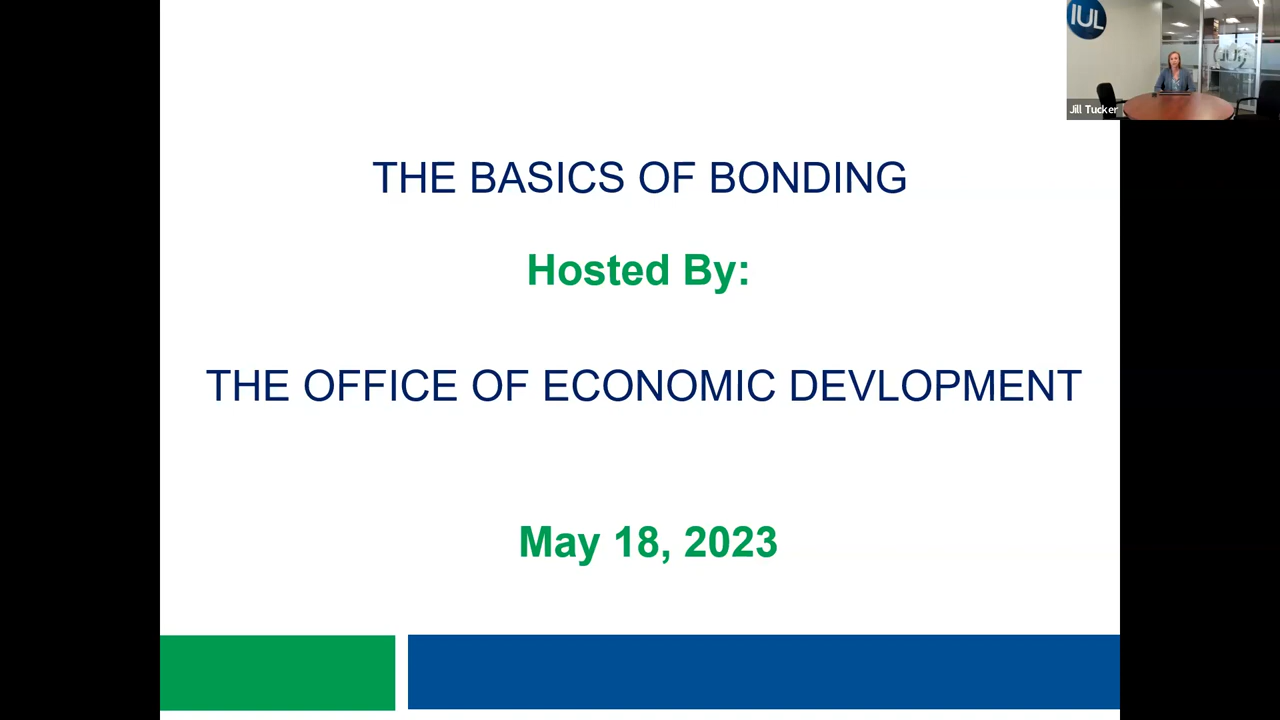 IUL
Jill Tucker
THE BASICS OF BONDING
Hosted By:
THE OFFICE OF ECONOMIC DEVLOPMENT
May 18, 2023